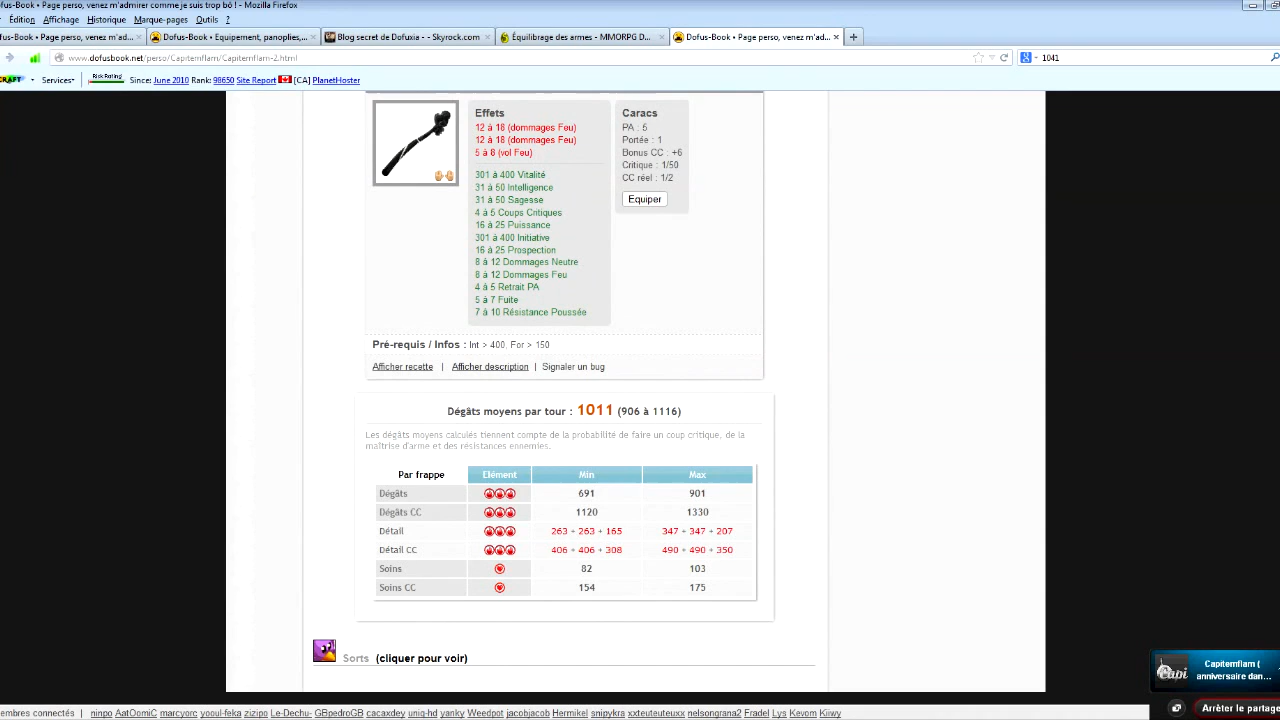 ofus-Book • Page perso, venez m'admirer comme je suis trop bô ! - Mozilla Firefox
Édition Affichage Historique Marque-pages Outils ?
ofus-Book • Page perso, venez m'ad...
Dofus-Book • Equipement, panoplies,...
Blog secret de Dofuxia - - Skyrock.com
Équilibrage des armes - MMORPG D...
Dofus-Book • Page perso, venez m'ad...
www.dofusbook.net/perso/Capitemflam/Capitemflam-2.html
1041
CRAFT Services Risk Rating Since: June 2010 Rank: 98650 Site Report [CA] PlanetHoster
Effets
12 à 18 (dommages Feu)
12 à 18 (dommages Feu)
5 à 8 (vol Feu)
301 à 400 Vitalité
31 à 50 Intelligence
31 à 50 Sagesse
4 à 5 Coups Critiques
16 à 25 Puissance
301 à 400 Initiative
16 à 25 Prospection
8 à 12 Dommages Neutre
8 à 12 Dommages Feu
4 à 5 Retrait PA
5 à 7 Fuite
7 à 10 Résistance Poussée
Caracs
PA : 5
Portée : 1
Bonus CC : +6
Critique : 1/50
CC réel : 1/2
Equiper
Pré-requis / Infos : Int > 400, For > 150
Afficher recette | Afficher description | Signaler un bug
Dégâts moyens par tour : 1011 (906 à 1116)
Les dégâts moyens calculés tiennent compte de la probabilité de faire un coup critique, de la
maîtrise d'arme et des résistances ennemies.
Par frappe Elément Min Max
Dégâts 691 901
Dégâts CC 1120 1330
Détail 263 + 263 + 165 347 + 347 + 207
Détail CC 406 + 406 + 308 490 + 490 + 350
Soins 82 103
Soins CC 154 175
Sorts (cliquer pour voir)
Capi
Capitemflam (
anniversaire dan...
Arrêter le partage
embres connectés | ninpo AatOomiC marcyorc yooul-feka zizipo Le-Dechu- GBpedroGB cacaxdey uniq-hd yanky Weedpot jacobjacob Hermikel snipykra xxteuteuteuxx nelsongrana2 Fradel Lys Kevom Kiiwy